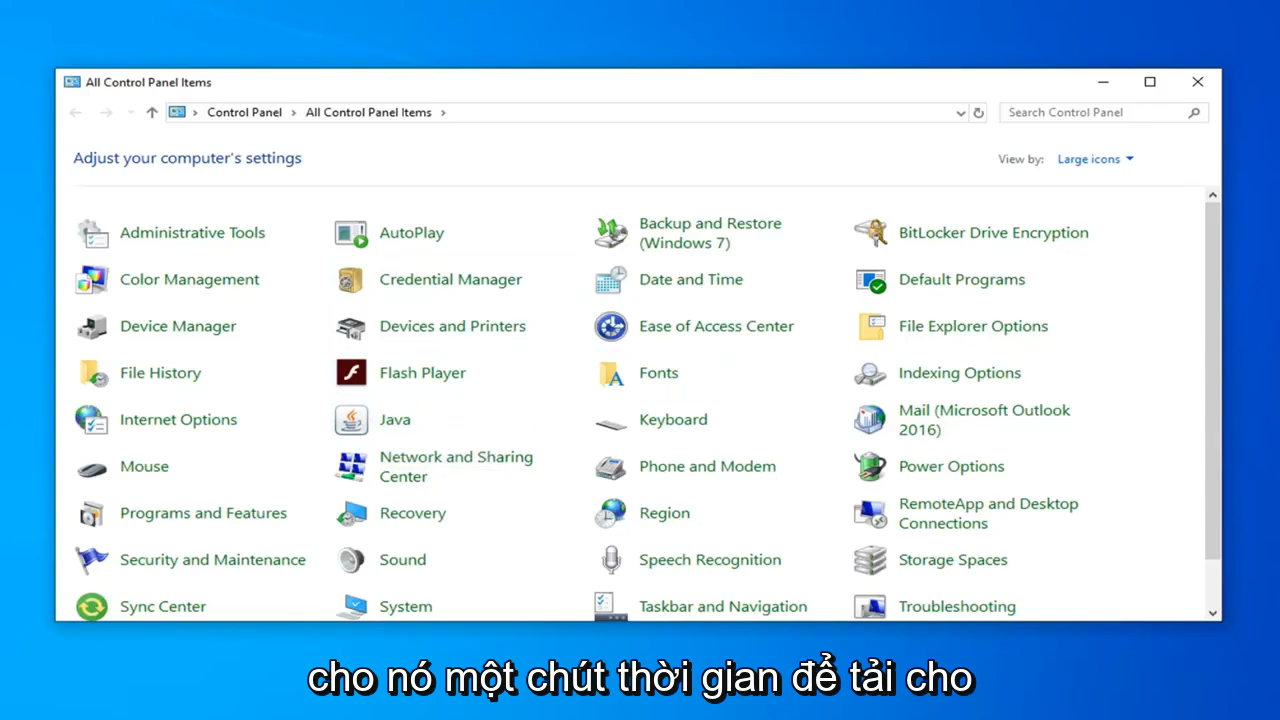 All Control Panel Items
Control Panel > All Control Panel Items >
Search Control Panel
Adjust your computer's settings
View by: Large icons
Administrative Tools
AutoPlay
Backup and Restore
(Windows 7)
BitLocker Drive Encryption
Color Management
Credential Manager
Date and Time
Default Programs
Device Manager
Devices and Printers
Ease of Access Center
File Explorer Options
File History
Flash Player
Fonts
Indexing Options
Internet Options
Java
Keyboard
Mail (Microsoft Outlook
2016)
Mouse
Network and Sharing
Center
Phone and Modem
Power Options
Programs and Features
Recovery
Region
RemoteApp and Desktop
Connections
Security and Maintenance
Sound
Speech Recognition
Storage Spaces
Sync Center
System
Taskbar and Navigation
Troubleshooting
cho nó một chút thời gian để tải cho